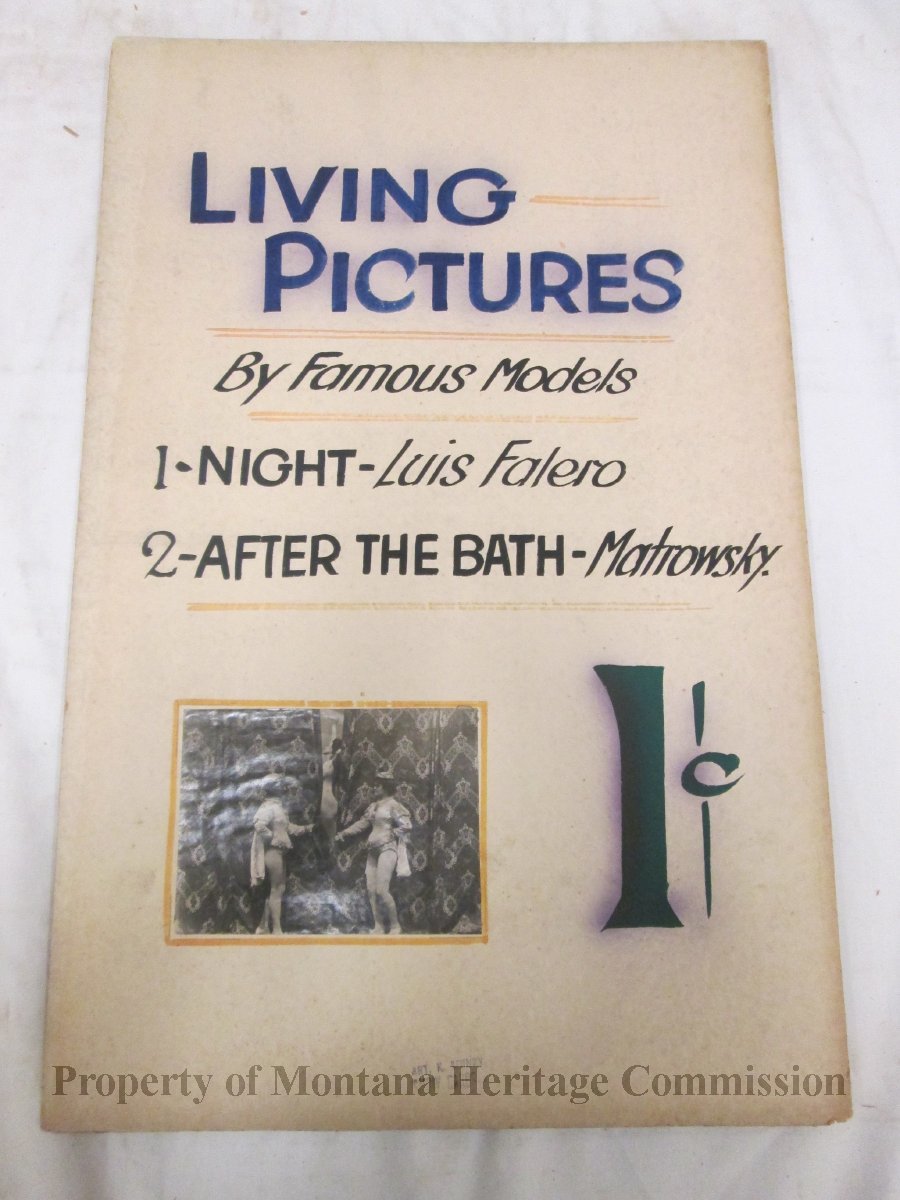 LIVING
PICTURES
By Famous Models
1·NIGHT-Luis Falero
2-AFTER THE BATH-Matrowsky.
1¢
Property of Montana Heritage Commission